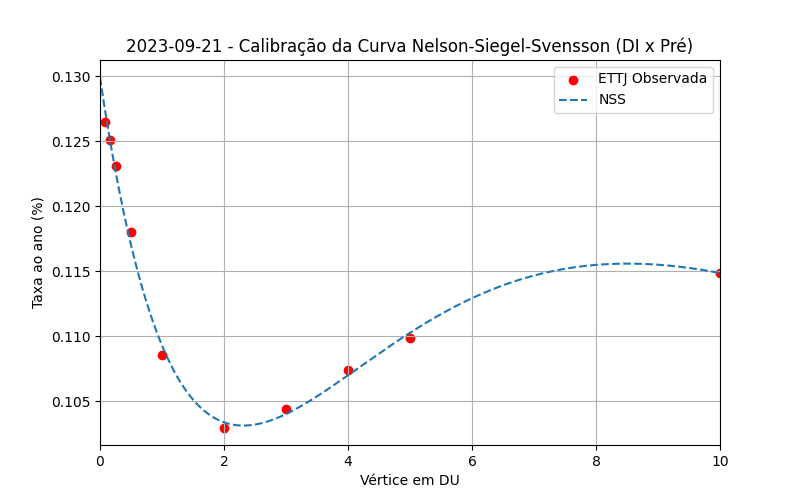 2023-09-21 - Calibração da Curva Nelson-Siegel-Svensson (DI x Pré)
ETTJ Observada
NSS
Taxa ao ano (%)
0.130
0.125
0.120
0.115
0.110
0.105
0 2 4 6 8 10
Vértice em DU